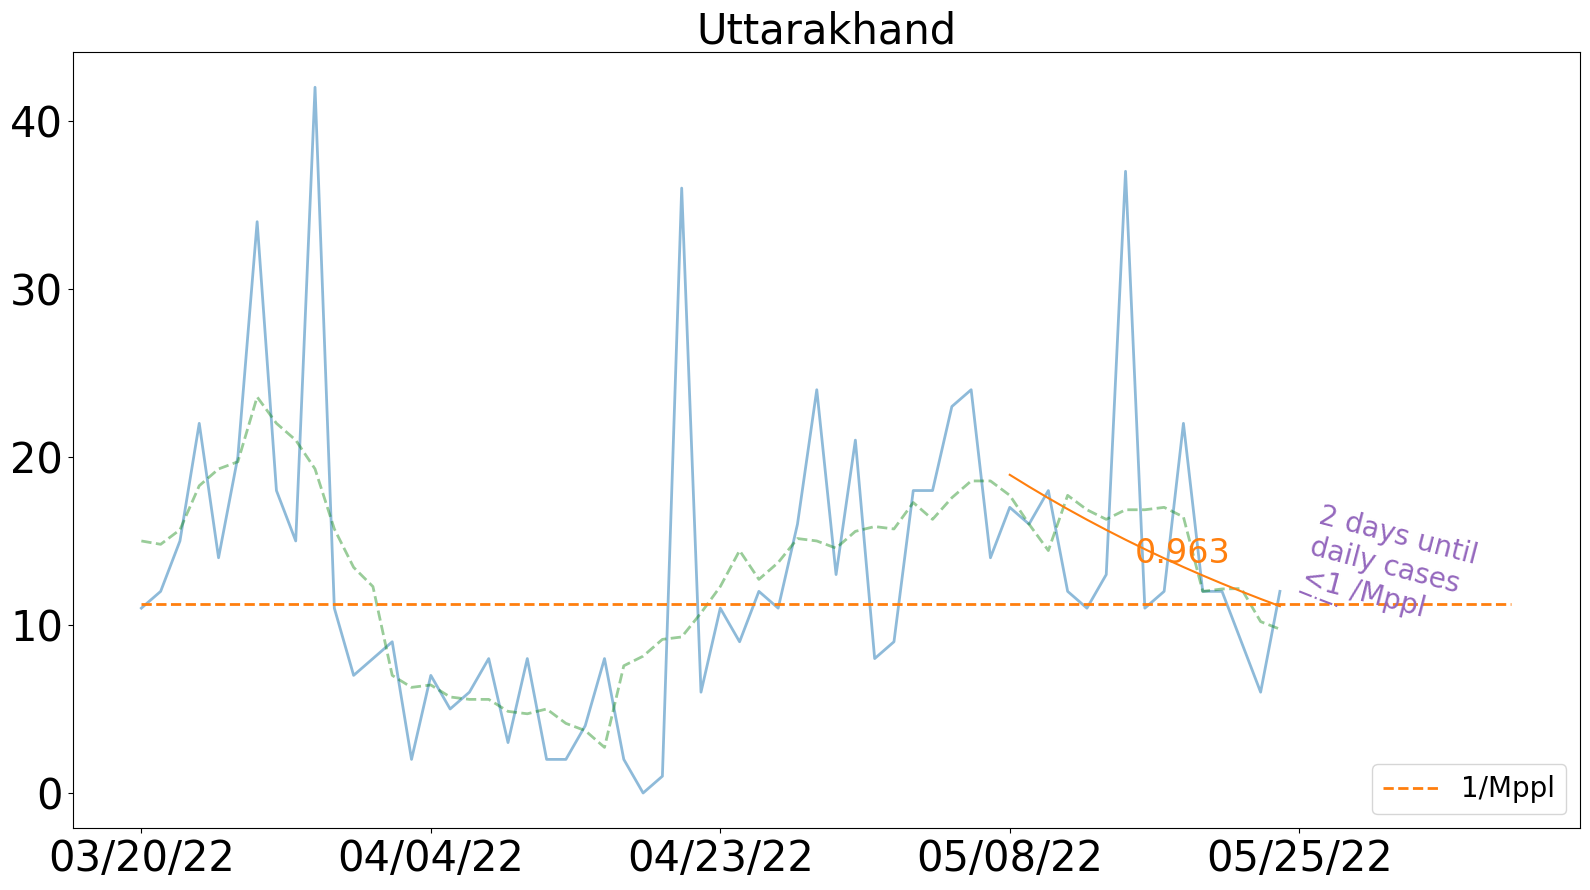 Uttarakhand
40
30
20
10
0
0.963
2 days until
daily cases
<1 /Mppl
1/Mppl
03/20/22
04/04/22
04/23/22
05/08/22
05/25/22